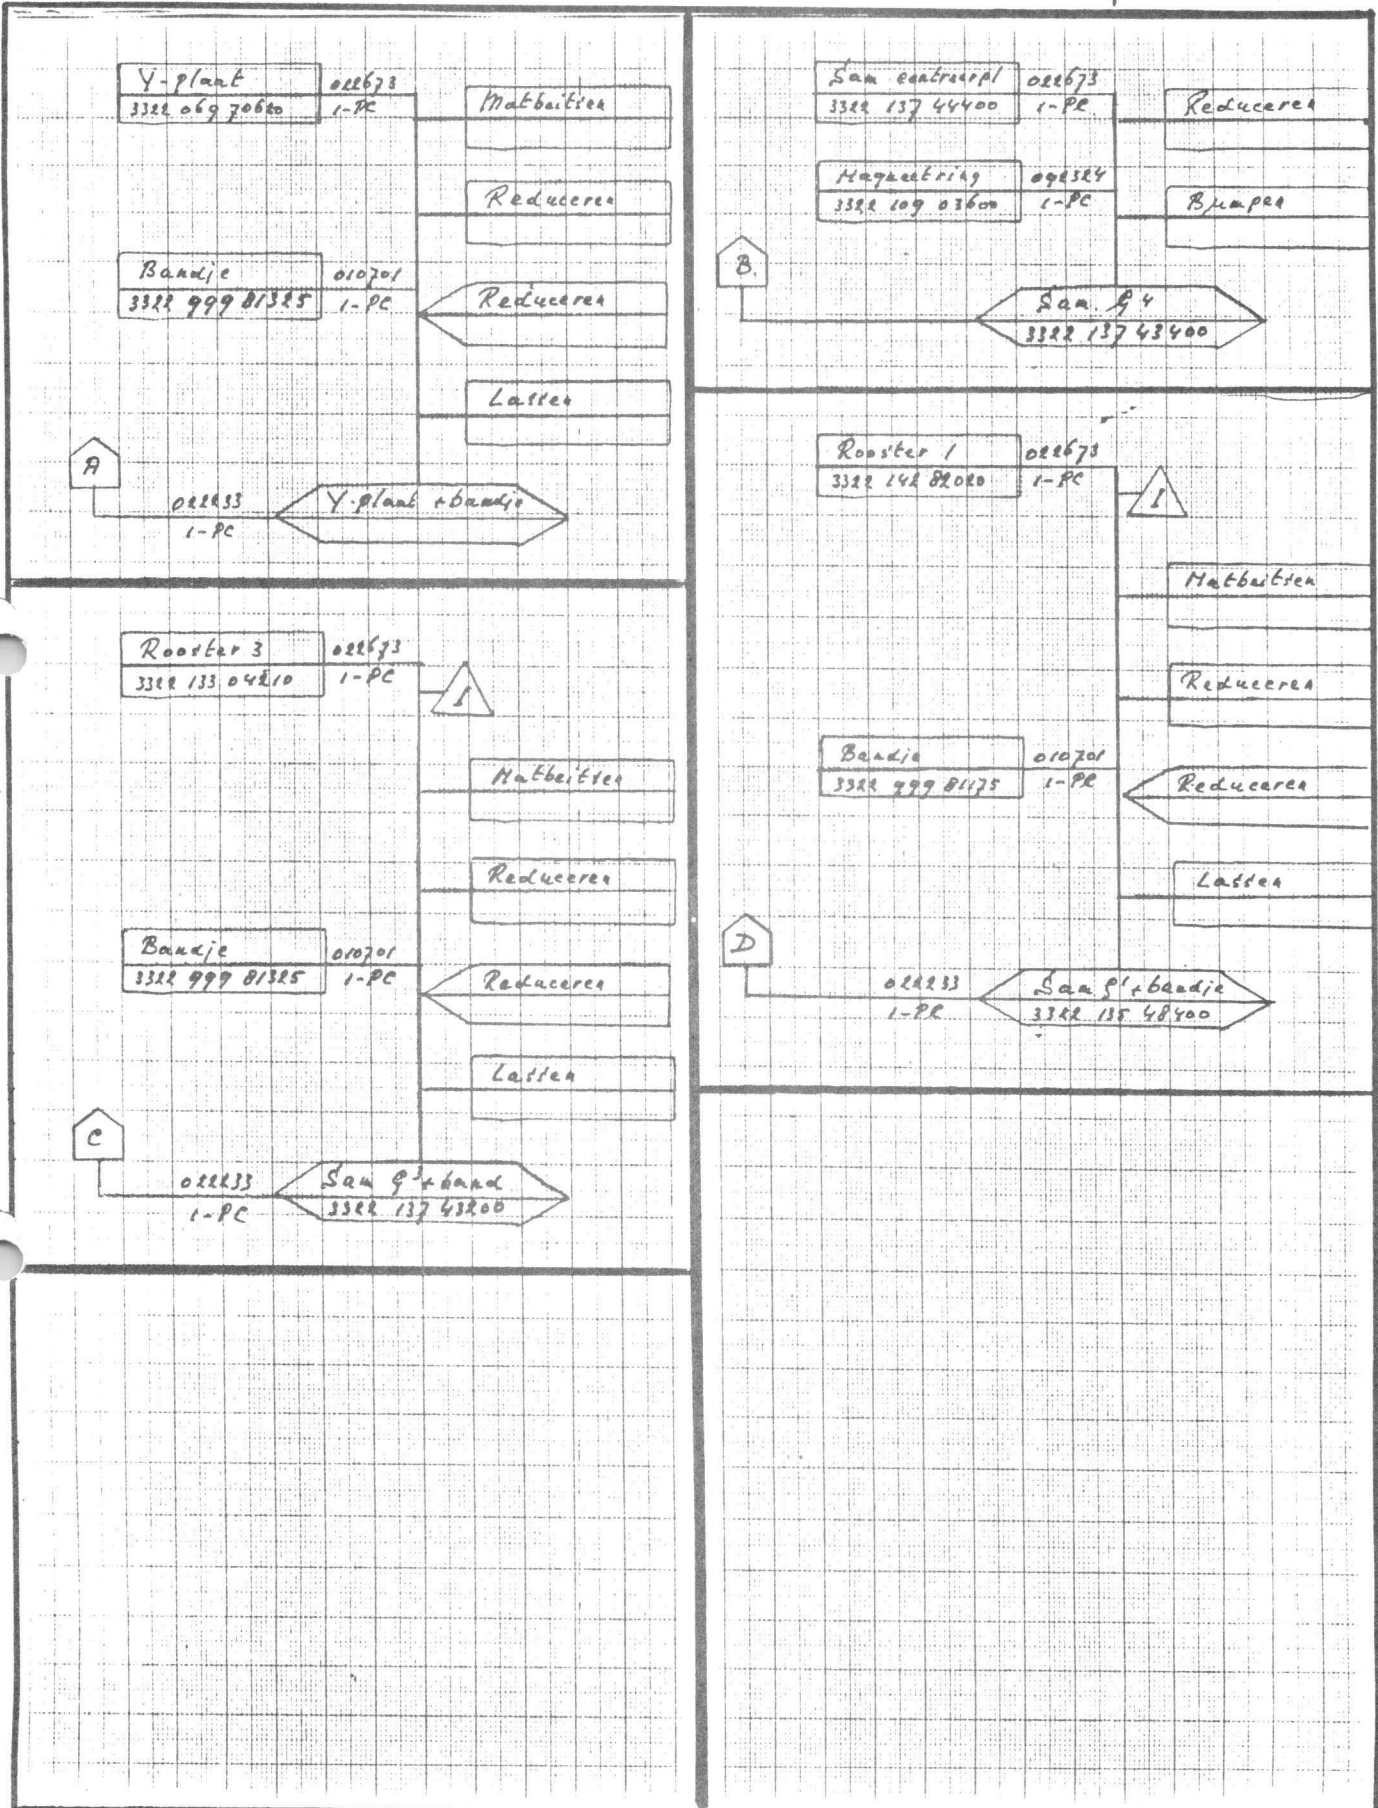 Y-plaat 022673
3322 069 70620 1-PC
Matbeitsen
Reduceren
Bandje 010701
3322 999 81325 1-PC
Reduceren
Lassen
A
022233 Y-plaat + bandje
1-PC
Rooster 3 022673
3322 133 04210 1-PC
1
Matbeitsen
Reduceren
Bandje 010701
3322 999 81325 1-PC
Reduceren
Lassen
C
022233 Sam G³ + band
1-PC 3322 137 43200
Sam centreerpl 022673
3322 137 44400 1-PC
Reduceren
Magneetring 092324
3322 109 03600 1-PC
Bumpen
B.
Sam. G4
3322 137 43400
Rooster 1 022673
3322 142 82020 1-PC
1
Matbeitsen
Reduceren
Bandje 010701
3322 999 81175 1-PC
Reduceren
Lassen
D
022233 Sam G' + bandje
1-PC 3322 135 48400